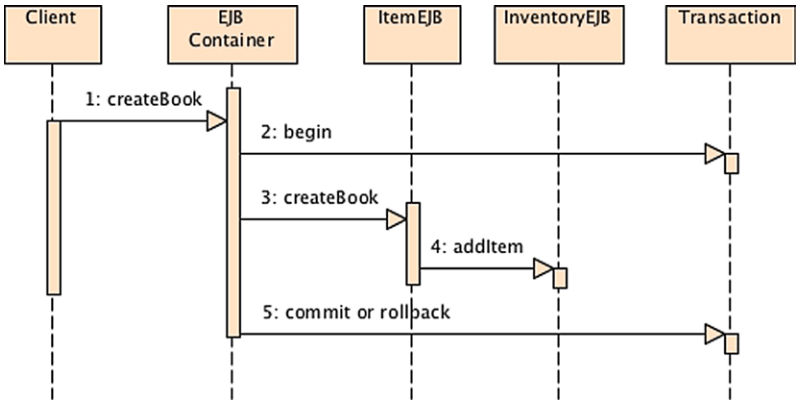 Client
EJB
Container
ItemEJB
InventoryEJB
Transaction
1: createBook
2: begin
3: createBook
4: addItem
5: commit or rollback